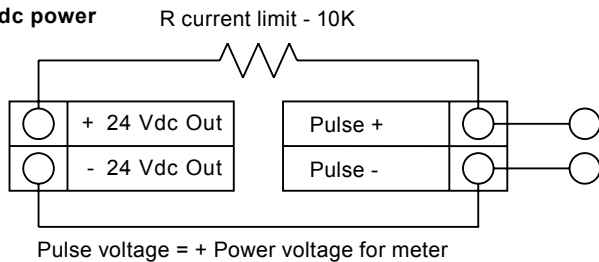 dc power
R current limit - 10K
+ 24 Vdc Out
Pulse +
- 24 Vdc Out
Pulse -
Pulse voltage = + Power voltage for meter